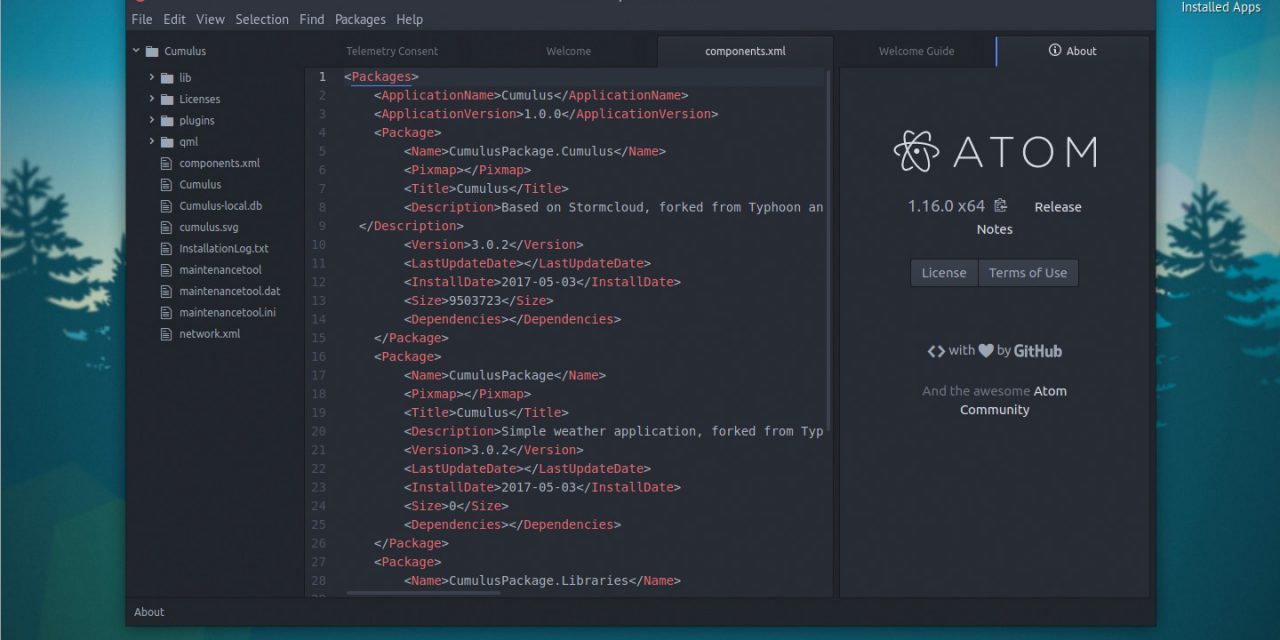 Installed Apps
File Edit View Selection Find Packages Help
Cumulus
lib
Licenses
plugins
qml
components.xml
Cumulus
Cumulus-local.db
cumulus.svg
InstallationLog.txt
maintenancetool
maintenancetool.dat
maintenancetool.ini
network.xml
Telemetry Consent Welcome components.xml
1 <Packages>
2 <ApplicationName>Cumulus</ApplicationName>
3 <ApplicationVersion>1.0.0</ApplicationVersion>
4 <Package>
5 <Name>CumulusPackage.Cumulus</Name>
6 <Pixmap></Pixmap>
7 <Title>Cumulus</Title>
8 <Description>Based on Stormcloud, forked from Typhoon an
9 </Description>
10 <Version>3.0.2</Version>
11 <LastUpdateDate></LastUpdateDate>
12 <InstallDate>2017-05-03</InstallDate>
13 <Size>9503723</Size>
14 <Dependencies></Dependencies>
15 </Package>
16 <Package>
17 <Name>CumulusPackage</Name>
18 <Pixmap></Pixmap>
19 <Title>Cumulus</Title>
20 <Description>Simple weather application, forked from Typ
21 <Version>3.0.2</Version>
22 <LastUpdateDate></LastUpdateDate>
23 <InstallDate>2017-05-03</InstallDate>
24 <Size>0</Size>
25 <Dependencies></Dependencies>
26 </Package>
27 <Package>
28 <Name>CumulusPackage.Libraries</Name>
Welcome Guide About
ATOM
1.16.0 x64 Release
Notes
License Terms of Use
with by GitHub
And the awesome Atom
Community
About